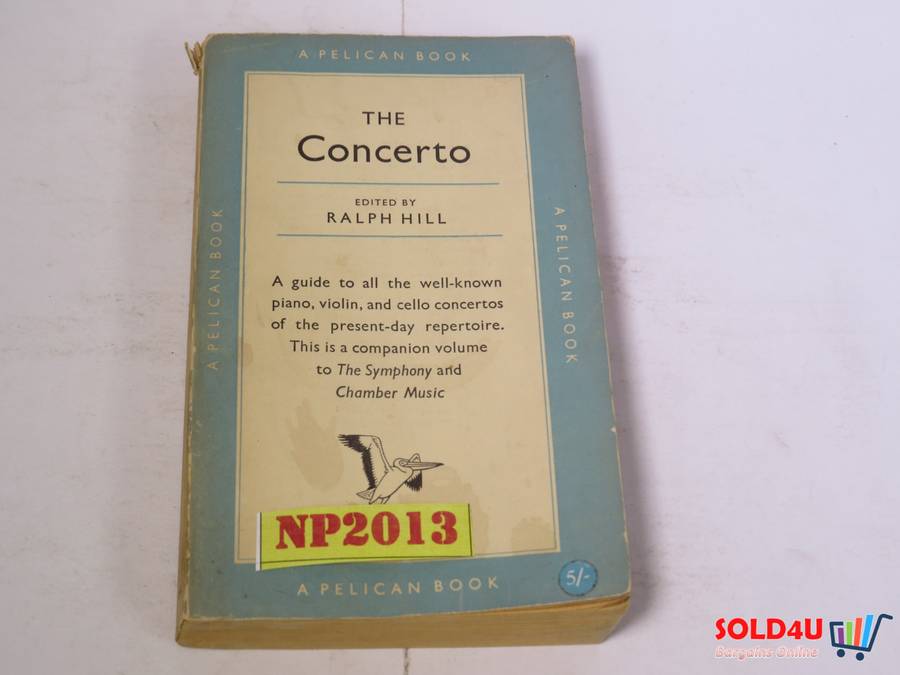 A PELICAN BOOK
THE
Concerto
EDITED BY
RALPH HILL
A guide to all the well-known
piano, violin, and cello concertos
of the present-day repertoire.
This is a companion volume
to The Symphony and
Chamber Music
A PELICAN BOOK
A PELICAN BOOK
NP2013
A PELICAN BOOK
5/-
SOLD4U
Bargains Online